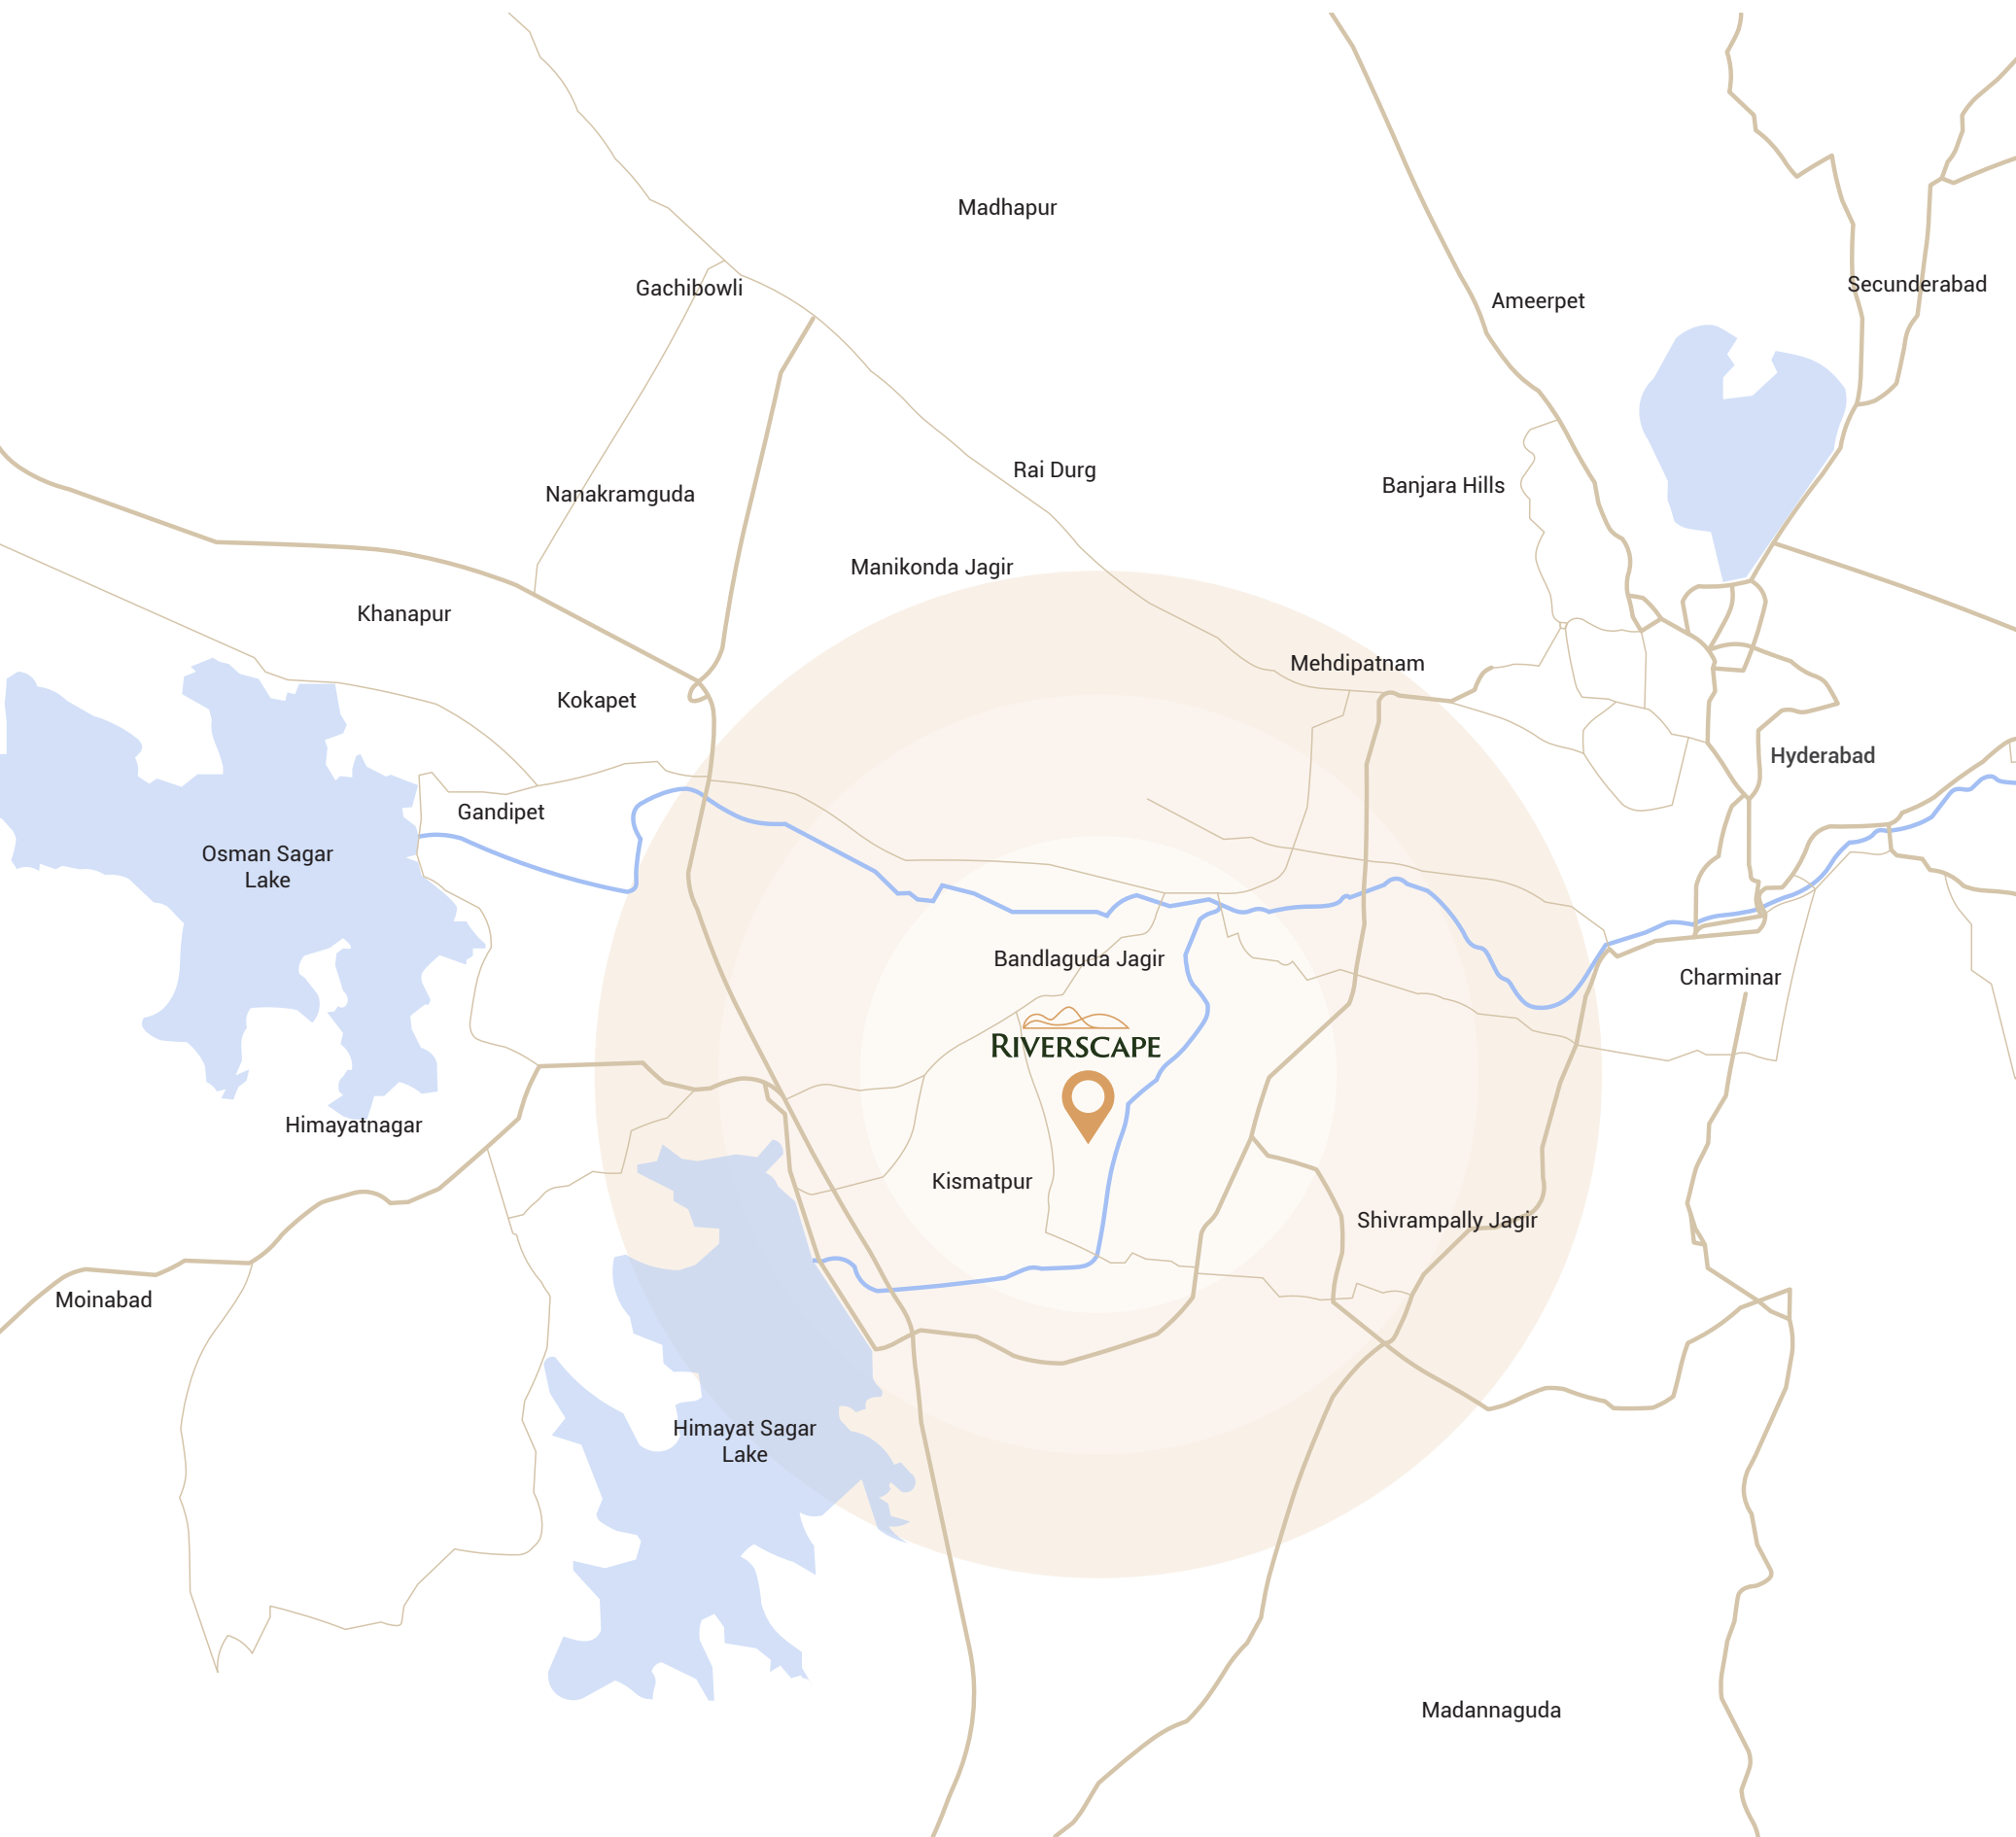 Madhapur
Gachibowli
Secunderabad
Ameerpet
Rai Durg
Banjara Hills
Nanakramguda
Manikonda Jagir
Khanapur
Mehdipatnam
Kokapet
Hyderabad
Gandipet
Osman Sagar
Lake
Bandlaguda Jagir
Charminar
RIVERSCAPE
Himayatnagar
Kismatpur
Shivrampally Jagir
Moinabad
Himayat Sagar
Lake
Madannaguda